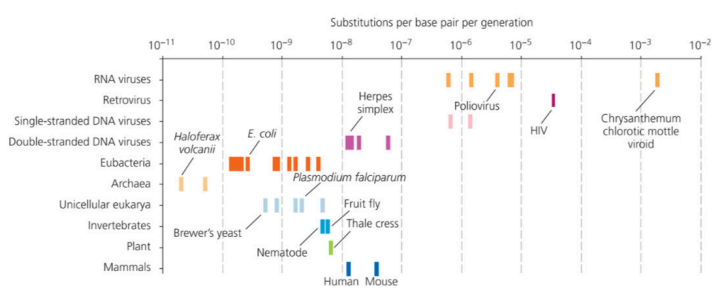 Substitutions per base pair per generation
10⁻¹¹ 10⁻¹⁰ 10⁻⁹ 10⁻⁸ 10⁻⁷ 10⁻⁶ 10⁻⁵ 10⁻⁴ 10⁻³ 10⁻²
RNA viruses
Retrovirus
Single-stranded DNA viruses
Double-stranded DNA viruses
Eubacteria
Archaea
Unicellular eukarya
Invertebrates
Plant
Mammals
Haloferax
volcanii
E. coli
Herpes
simplex
Poliovirus
HIV
Chrysanthemum
chlorotic mottle
viroid
Plasmodium falciparum
Brewer's yeast
Fruit fly
Thale cress
Nematode
Human Mouse